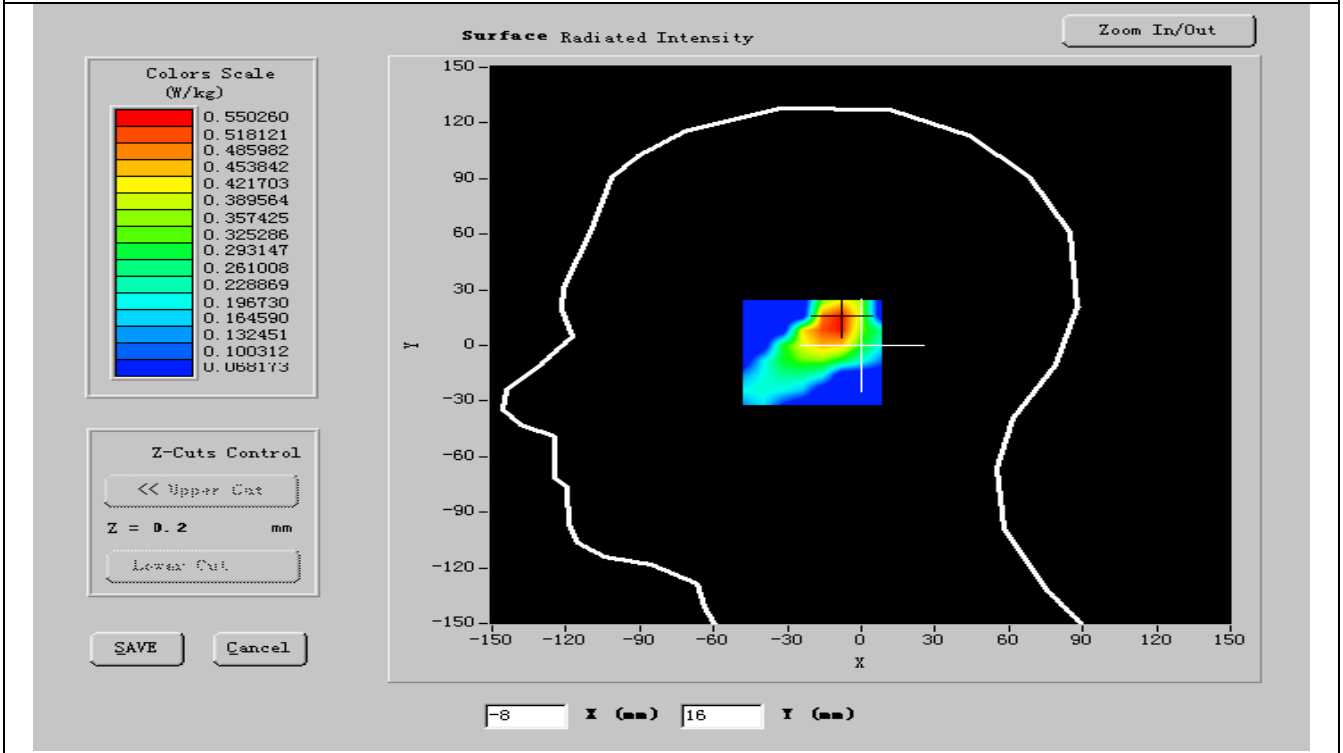 Surface Radiated Intensity
Zoom In/Out
Colors Scale
(W/kg)
0.550260
0.518121
0.485982
0.453842
0.421703
0.389564
0.357425
0.325286
0.293147
0.261008
0.228869
0.196730
0.164590
0.132451
0.100312
0.068173
Z-Cuts Control
<< Upper Cut
Z = 0.2 mm
Lower Cut
SAVE
Cancel
150
120
90
60
30
0
-30
-60
-90
-120
-150
Y
-150 -120 -90 -60 -30 0 30 60 90 120 150
X
-8 X (mm) 16 Y (mm)